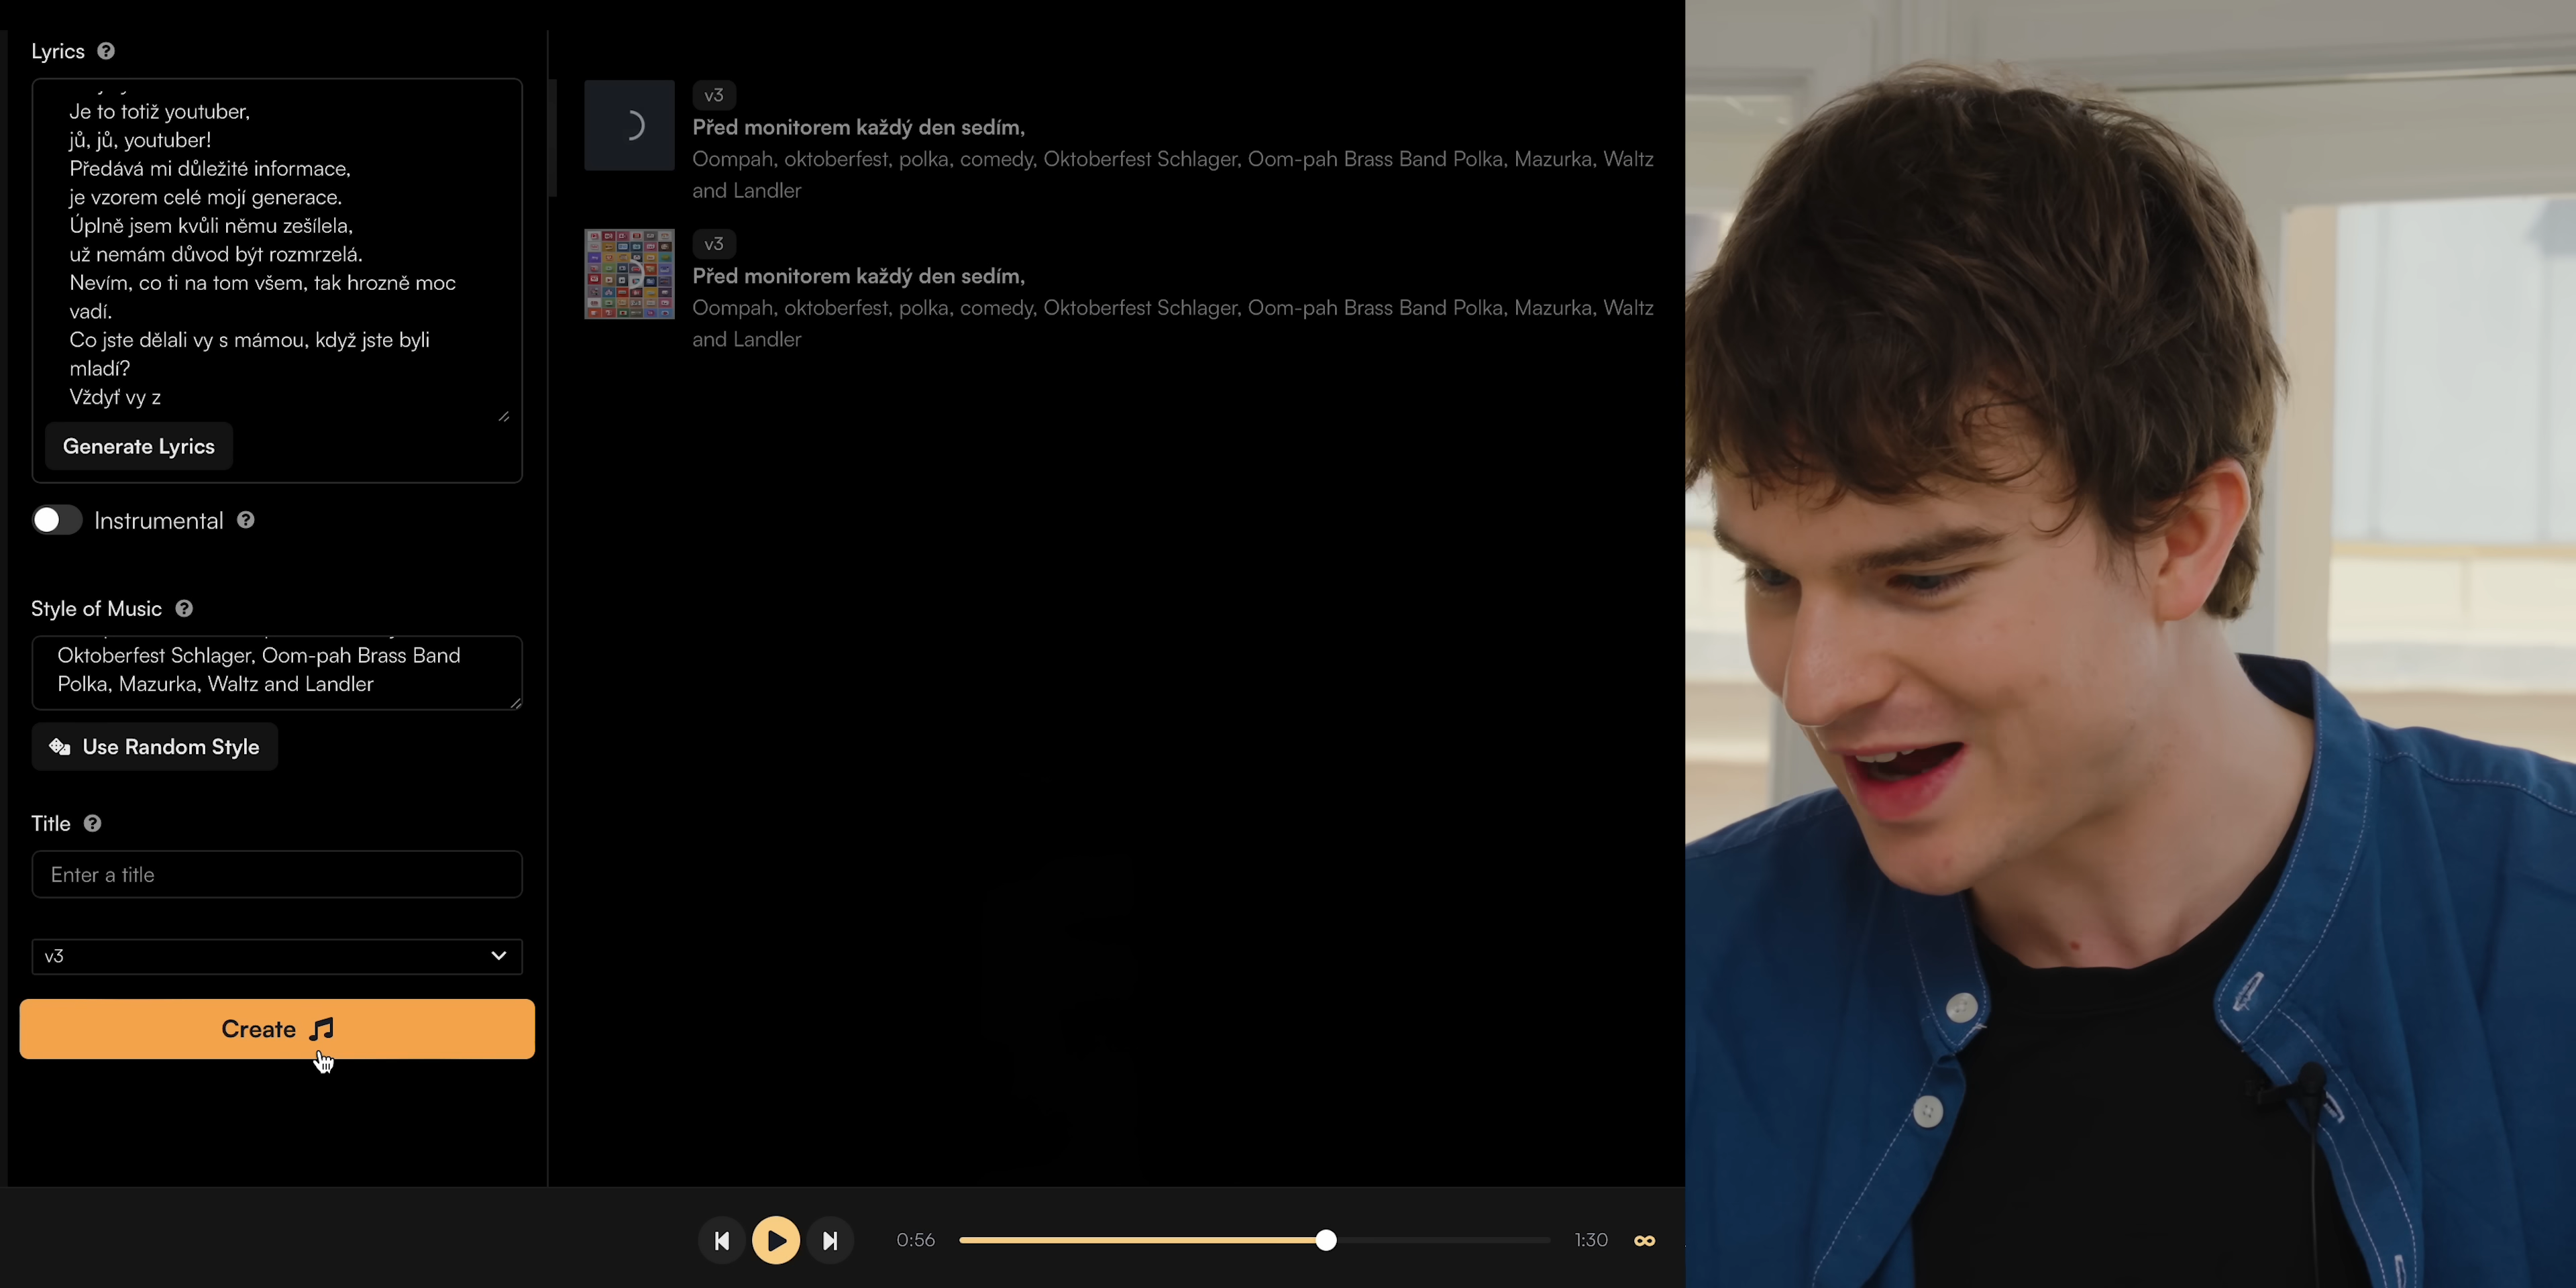 Lyrics
Je to totiž youtuber,
jů, jů, youtuber!
Předává mi důležité informace,
je vzorem celé mojí generace.
Úplně jsem kvůli němu zešílela,
už nemám důvod být rozmrzelá.
Nevím, co ti na tom všem, tak hrozně moc
vadí.
Co jste dělali vy s mámou, když jste byli
mladí?
Vždyť vy z
Generate Lyrics
Instrumental
Style of Music
Oktoberfest Schlager, Oom-pah Brass Band
Polka, Mazurka, Waltz and Landler
Use Random Style
Title
Enter a title
v3
Create
v3
Před monitorem každý den sedím,
Oompah, oktoberfest, polka, comedy, Oktoberfest Schlager, Oom-pah Brass Band Polka, Mazurka, Waltz
and Landler
v3
Před monitorem každý den sedím,
Oompah, oktoberfest, polka, comedy, Oktoberfest Schlager, Oom-pah Brass Band Polka, Mazurka, Waltz
and Landler
0:56
1:30